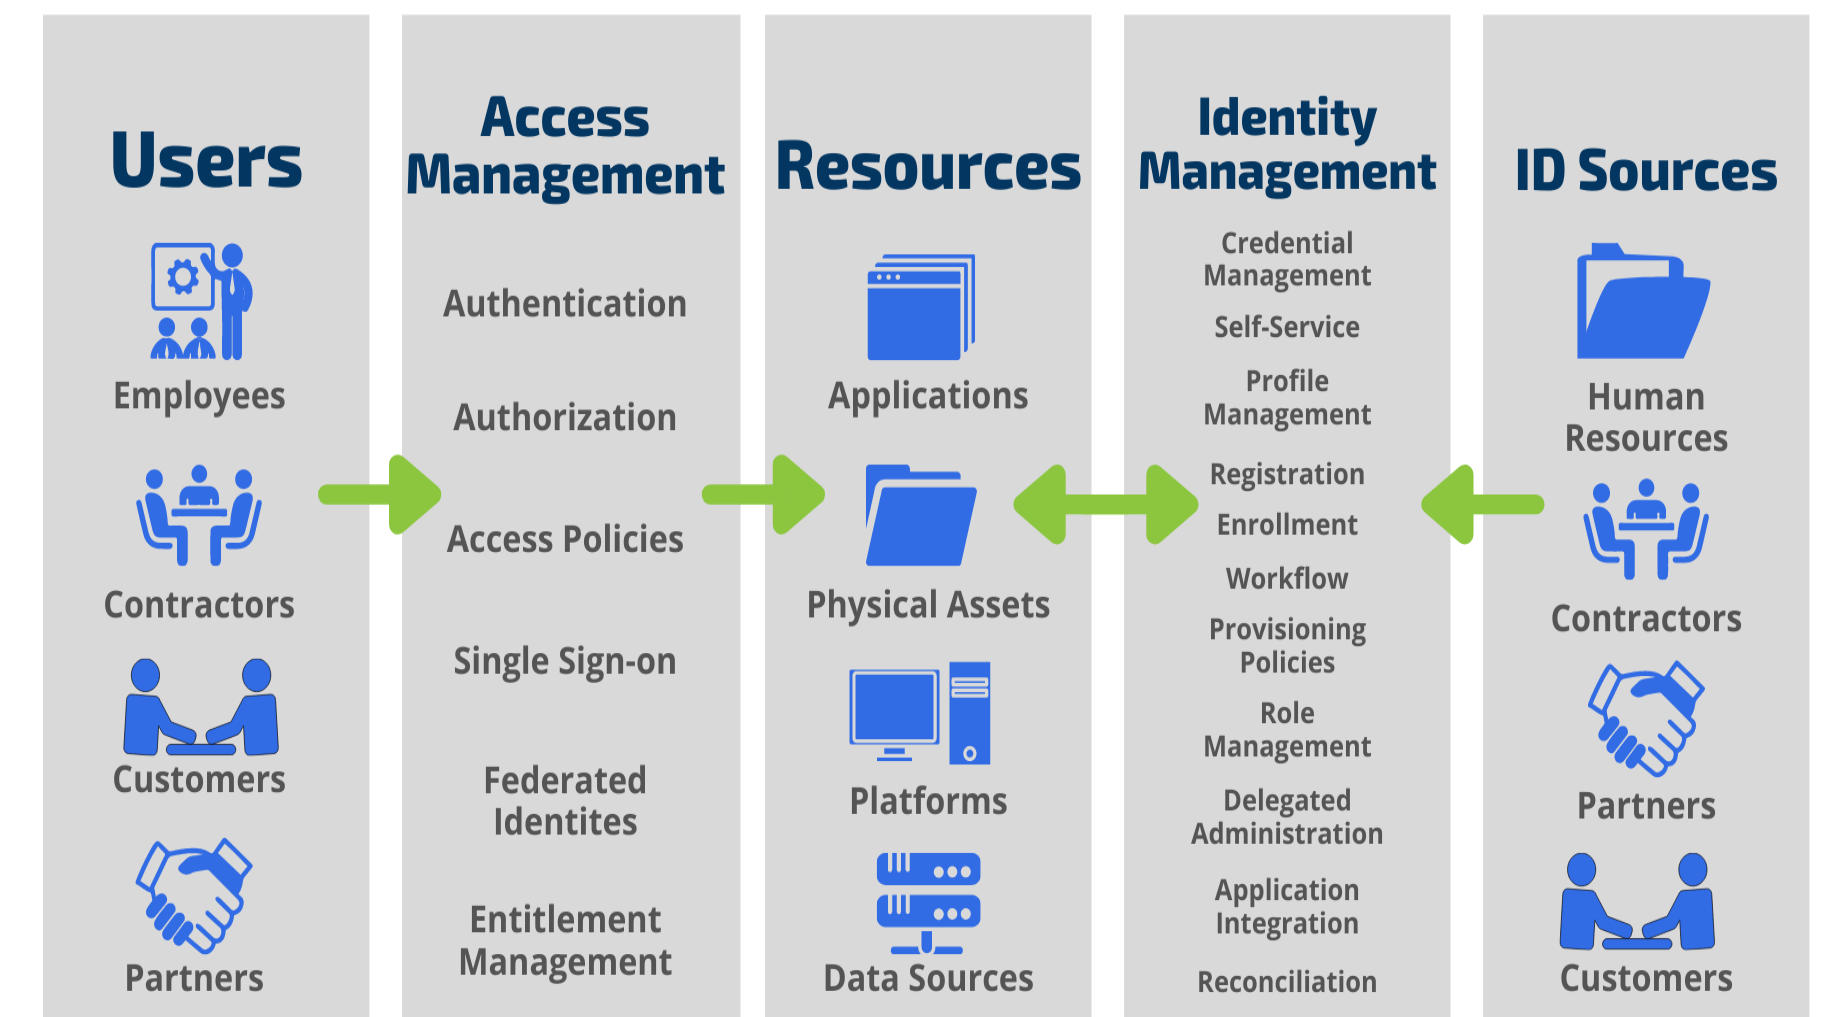 Users
Employees
Contractors
Customers
Partners
Access
Management
Authentication
Authorization
Access Policies
Single Sign-on
Federated
Identites
Entitlement
Management
Resources
Applications
Physical Assets
Platforms
Data Sources
Identity
Management
Credential
Management
Self-Service
Profile
Management
Registration
Enrollment
Workflow
Provisioning
Policies
Role
Management
Delegated
Administration
Application
Integration
Reconciliation
ID Sources
Human
Resources
Contractors
Partners
Customers